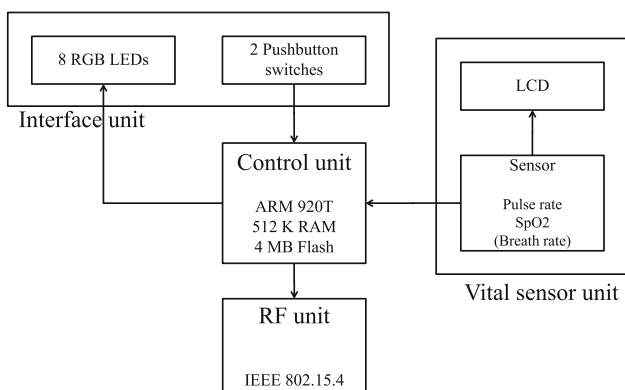 8 RGB LEDs
2 Pushbutton
switches
Interface unit
LCD
Sensor
Pulse rate
SpO2
(Breath rate)
Vital sensor unit
Control unit
ARM 920T
512 K RAM
4 MB Flash
RF unit
IEEE 802.15.4